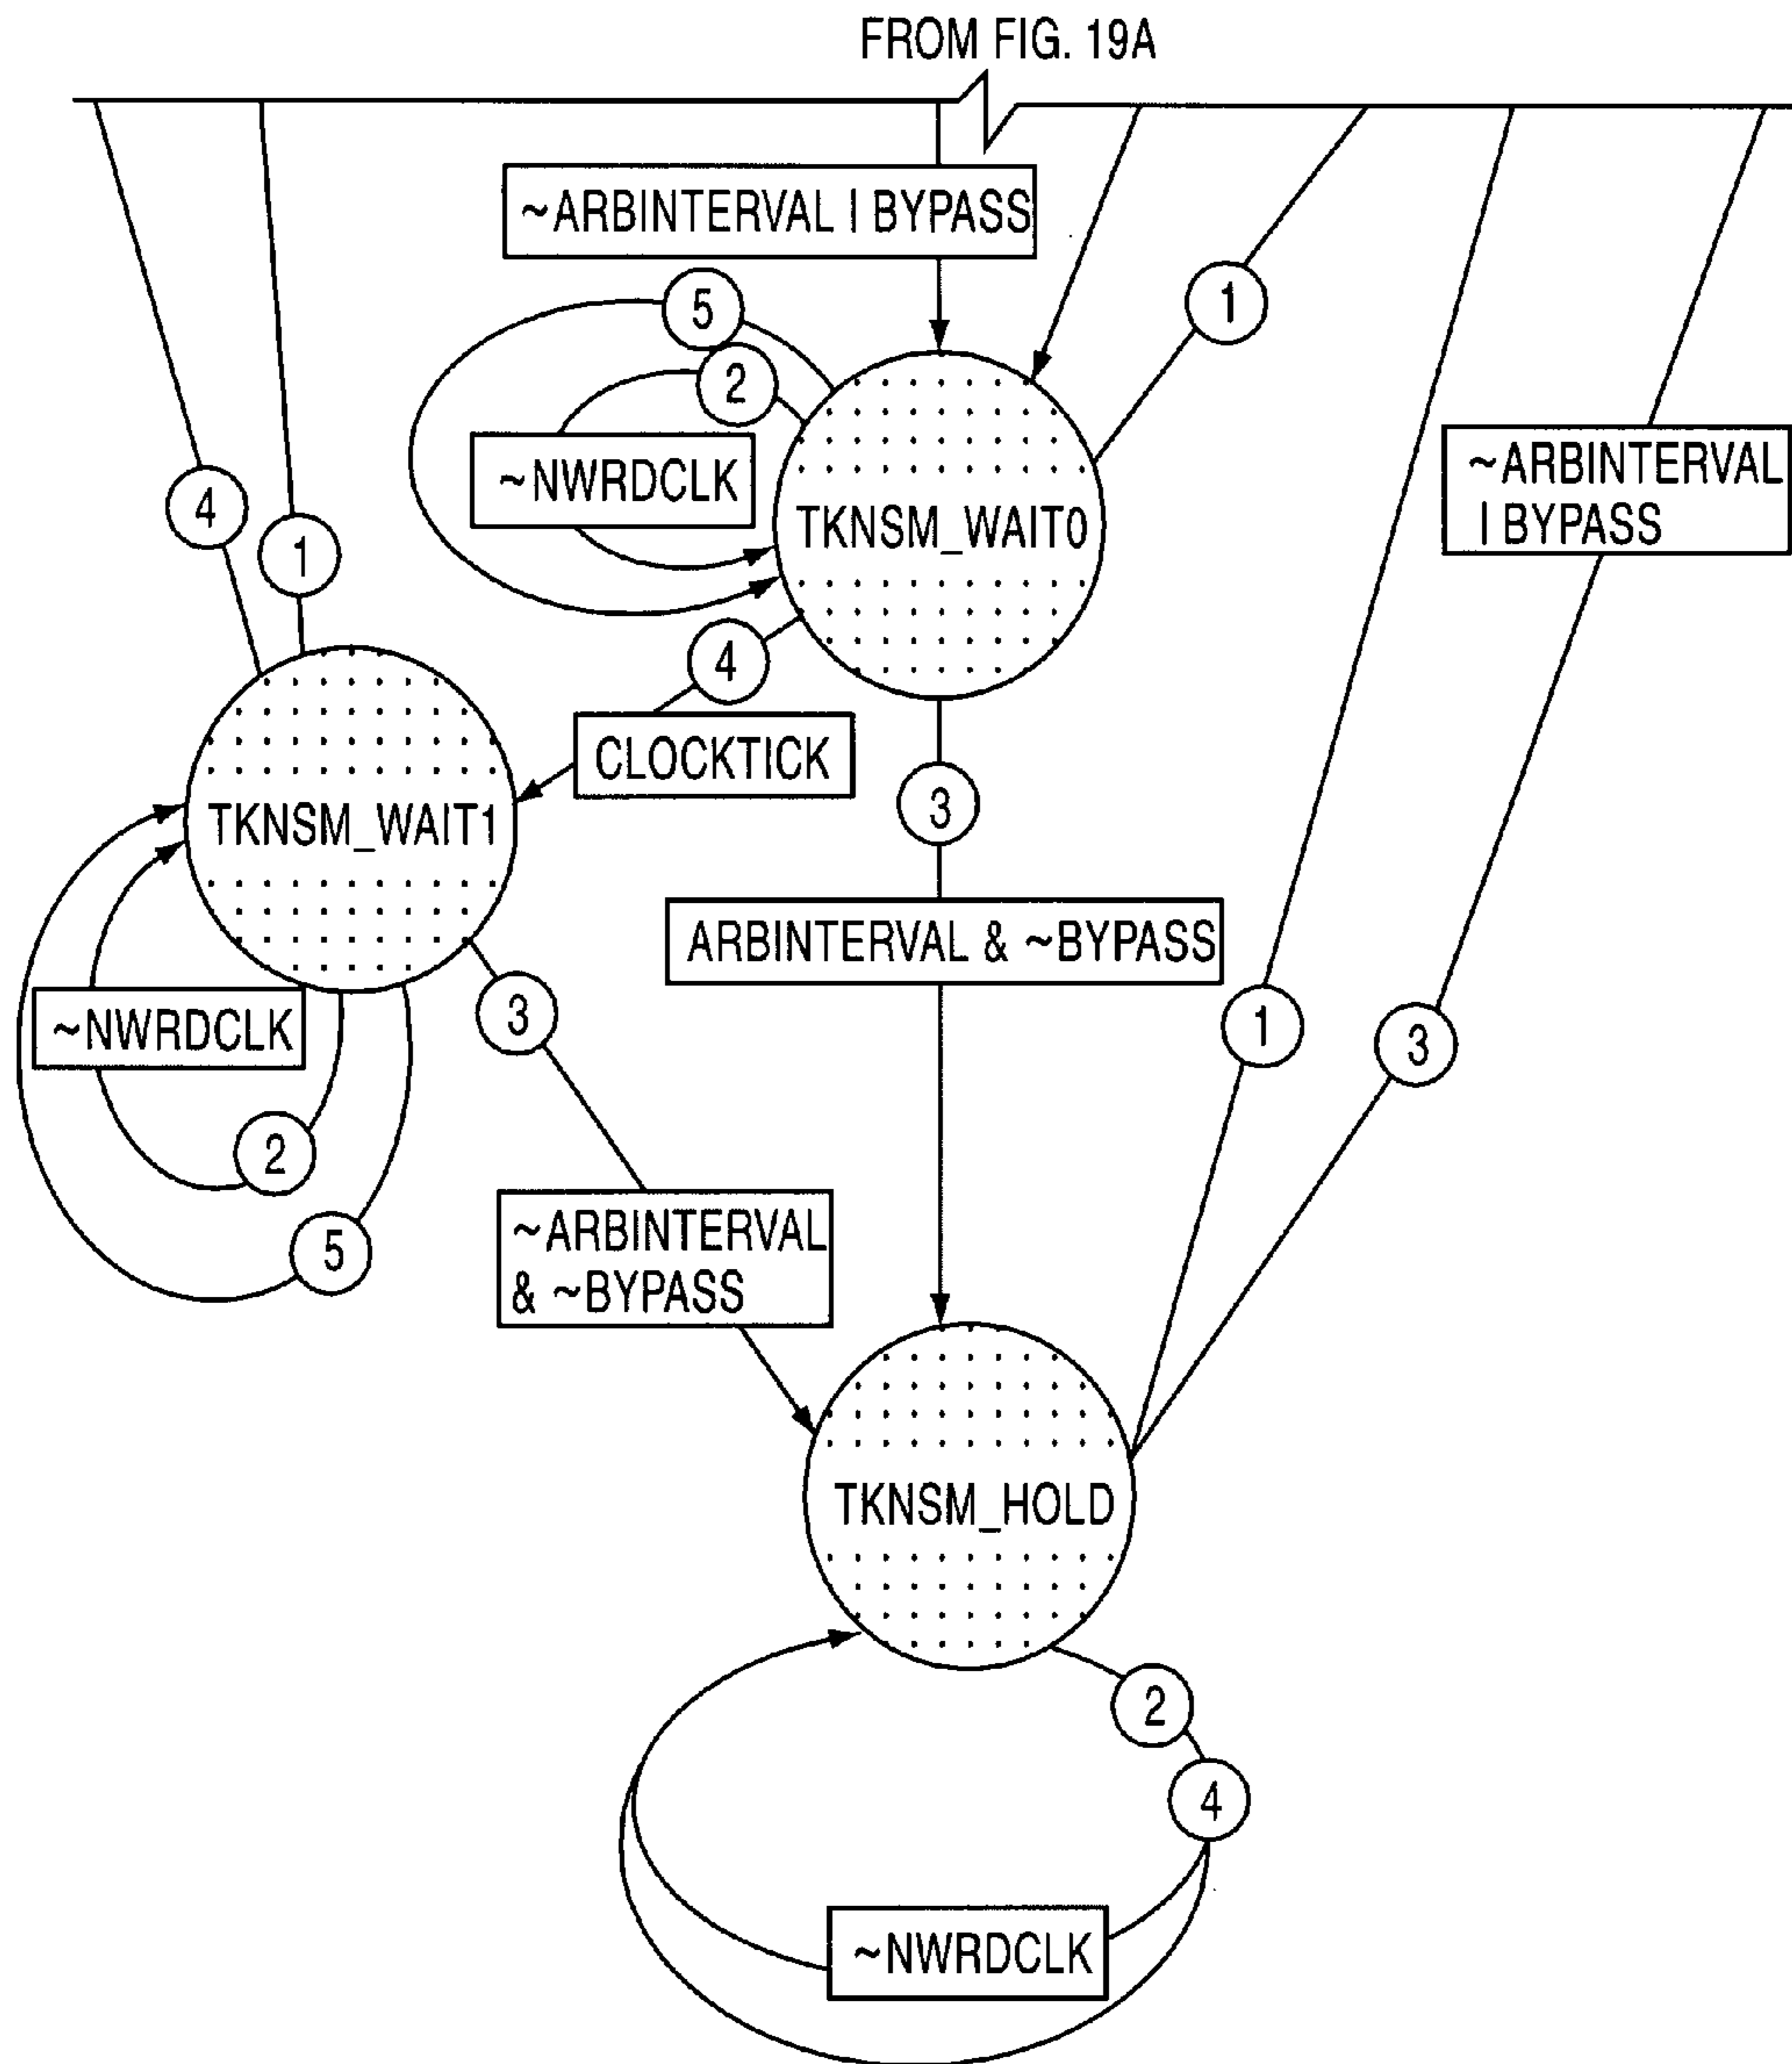 FROM FIG. 19A
~ARBINTERVAL | BYPASS
5
1
2
~NWRDCLK
~ARBINTERVAL
| BYPASS
4
TKNSM_WAIT0
1
4
CLOCKTICK
3
TKNSM_WAIT1
ARBINTERVAL & ~BYPASS
3
~NWRDCLK
1
3
2
~ARBINTERVAL
& ~BYPASS
5
TKNSM_HOLD
2
4
~NWRDCLK